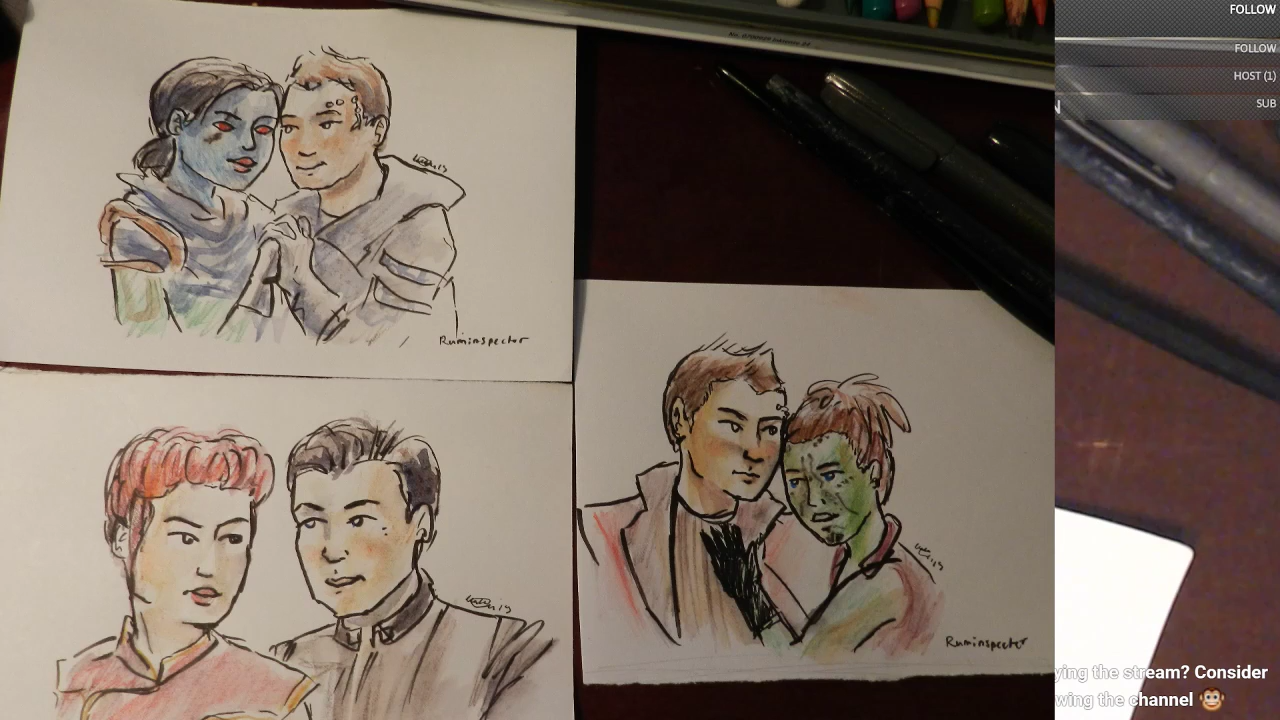 FOLLOW
FOLLOW
HOST (1)
SUB
N
Ruminspector
Ruminspector
ying the stream? Consider
wing the channel 🐵